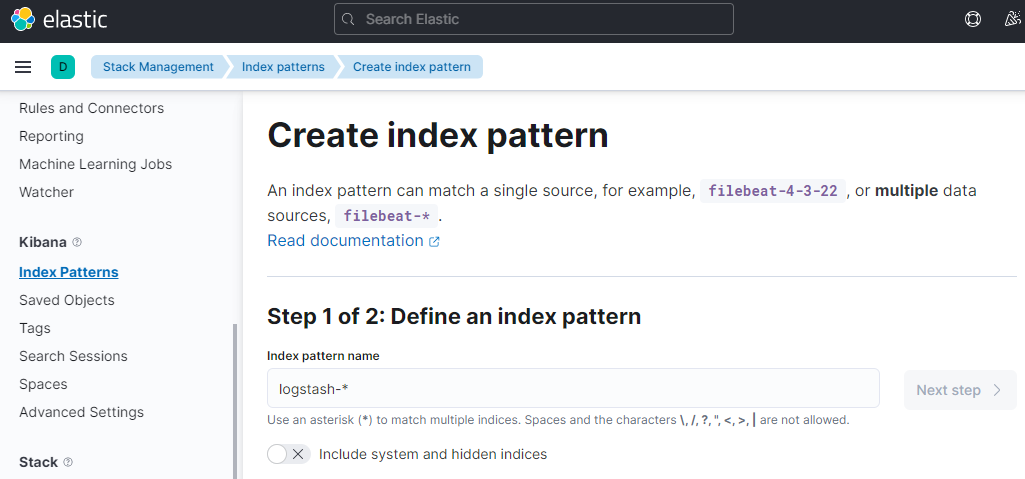 elastic
Search Elastic
D
Stack Management
Index patterns
Create index pattern
Rules and Connectors
Reporting
Machine Learning Jobs
Watcher
Kibana
Index Patterns
Saved Objects
Tags
Search Sessions
Spaces
Advanced Settings
Stack
Create index pattern
An index pattern can match a single source, for example, filebeat-4-3-22 , or multiple data
sources, filebeat-* .
Read documentation
Step 1 of 2: Define an index pattern
Index pattern name
logstash-*
Next step
Use an asterisk (*) to match multiple indices. Spaces and the characters \, /, ?, ", <, >, | are not allowed.
Include system and hidden indices